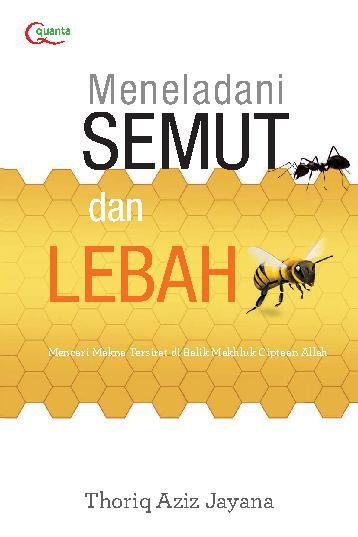 quanta
Meneladani
SEMUT
dan
LEBAH
Mencari Makna Tersirat di Balik Makhluk Ciptaan Allah
Thoriq Aziz Jayana